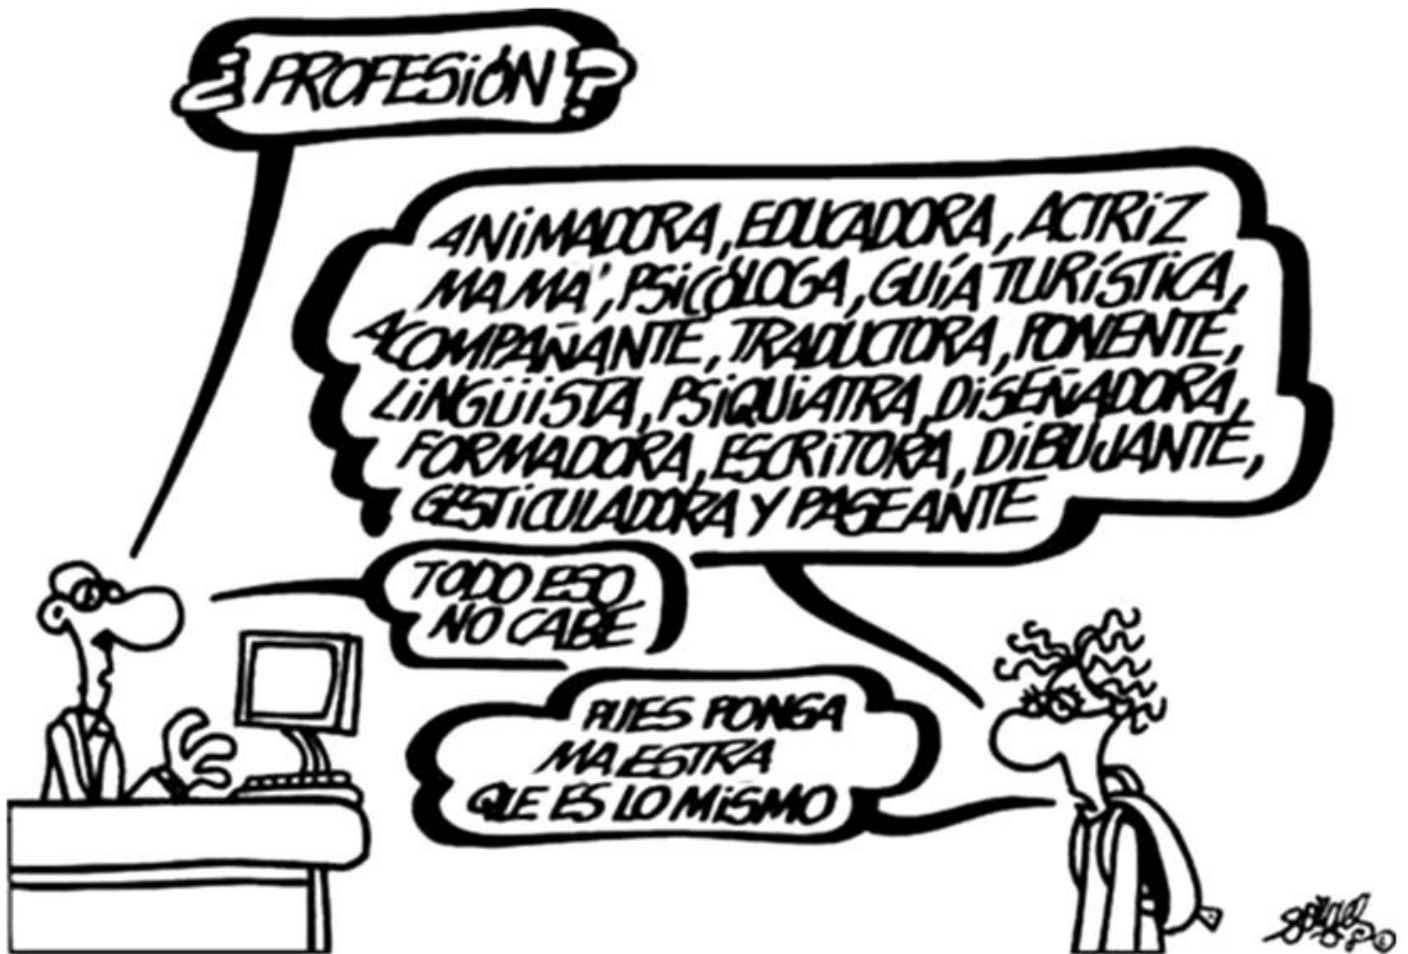 ¿PROFESIÓN?
ANIMADORA, EDUCADORA, ACTRIZ
MAMÁ, PSICÓLOGA, GUÍA TURÍSTICA,
ACOMPAÑANTE, TRADUCTORA, PONENTE,
LINGÜISTA, PSIQUIATRA, DISEÑADORA,
FORMADORA, ESCRITORA, DIBUJANTE,
GESTICULADORA Y PASEANTE
TODO ESO
NO CABE
PUES PONGA
MAESTRA
QUE ES LO MISMO